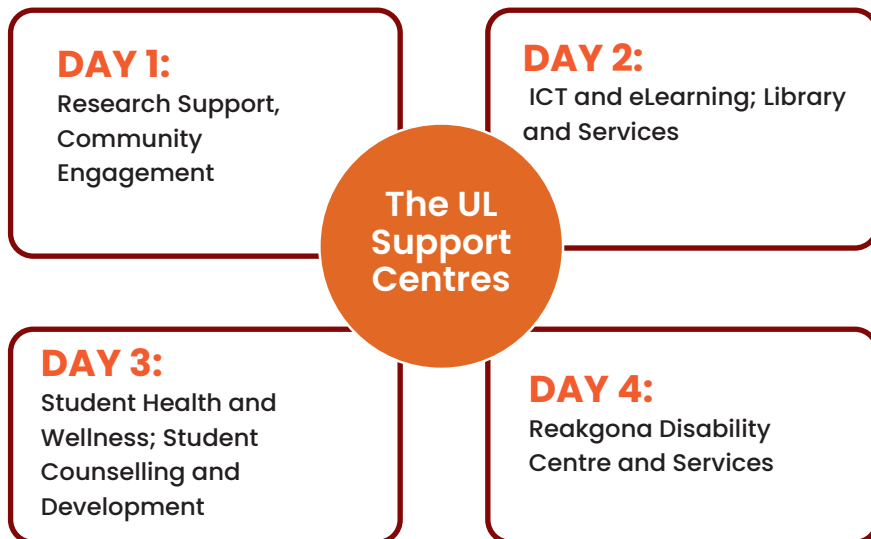 DAY 1:
Research Support,
Community
Engagement
DAY 2:
ICT and eLearning; Library
and Services
The UL
Support
Centres
DAY 3:
Student Health and
Wellness; Student
Counselling and
Development
DAY 4:
Reakgona Disability
Centre and Services